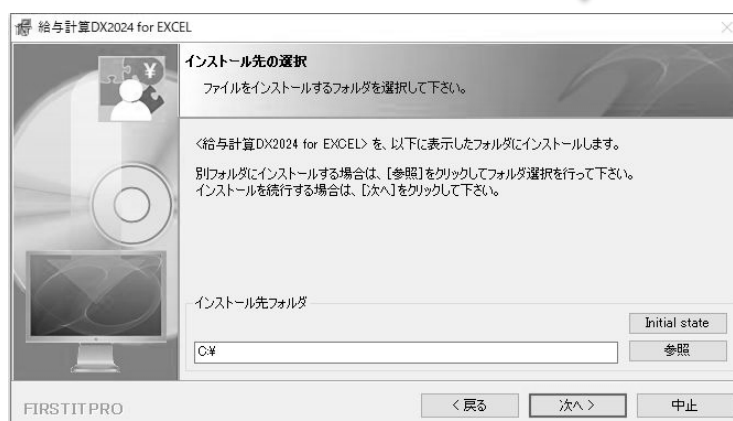 給与計算DX2024 for EXCEL
インストール先の選択
ファイルをインストールするフォルダを選択して下さい。
<給与計算DX2024 for EXCEL> を、以下に表示したフォルダにインストールします。
別フォルダにインストールする場合は、[参照]をクリックしてフォルダ選択を行って下さい。
インストールを続行する場合は、[次へ]をクリックして下さい。
インストール先フォルダ
Initial state
C:¥
参照
FIRSTITPRO
< 戻る
次へ >
中止